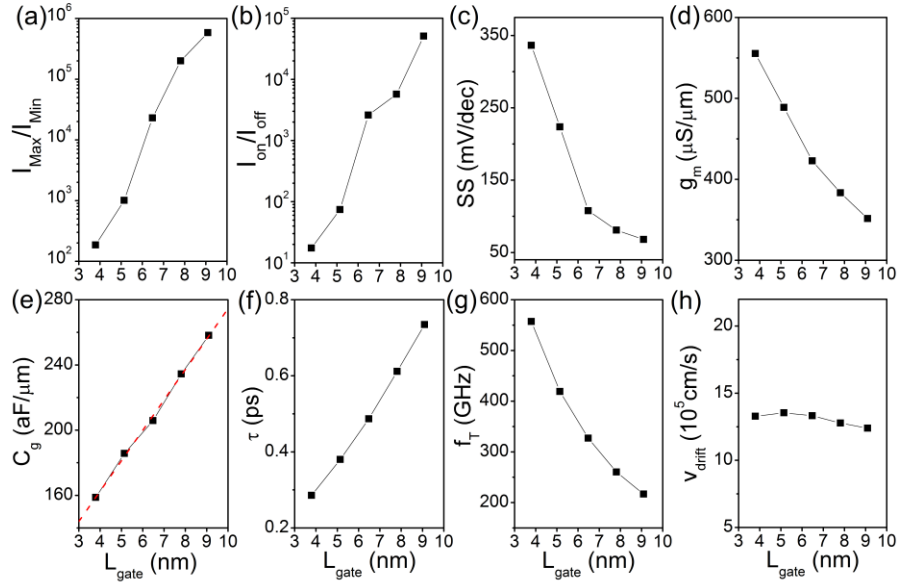 (a)
10^6
10^5
10^4
10^3
10^2
I_Max/I_Min
3 4 5 6 7 8 9 10
(b)
10^5
10^4
10^3
10^2
10^1
I_on/I_off
3 4 5 6 7 8 9 10
(c)
350
250
150
50
SS (mV/dec)
3 4 5 6 7 8 9 10
(d)
600
500
400
300
g_m (μS/μm)
3 4 5 6 7 8 9 10
(e)
280
240
200
160
C_g (aF/μm)
3 4 5 6 7 8 9 10
L_gate (nm)
(f)
0.8
0.6
0.4
0.2
τ (ps)
3 4 5 6 7 8 9 10
L_gate (nm)
(g)
600
500
400
300
200
f_T (GHz)
3 4 5 6 7 8 9 10
L_gate (nm)
(h)
20
15
10
5
v_drift (10^5cm/s)
3 4 5 6 7 8 9 10
L_gate (nm)